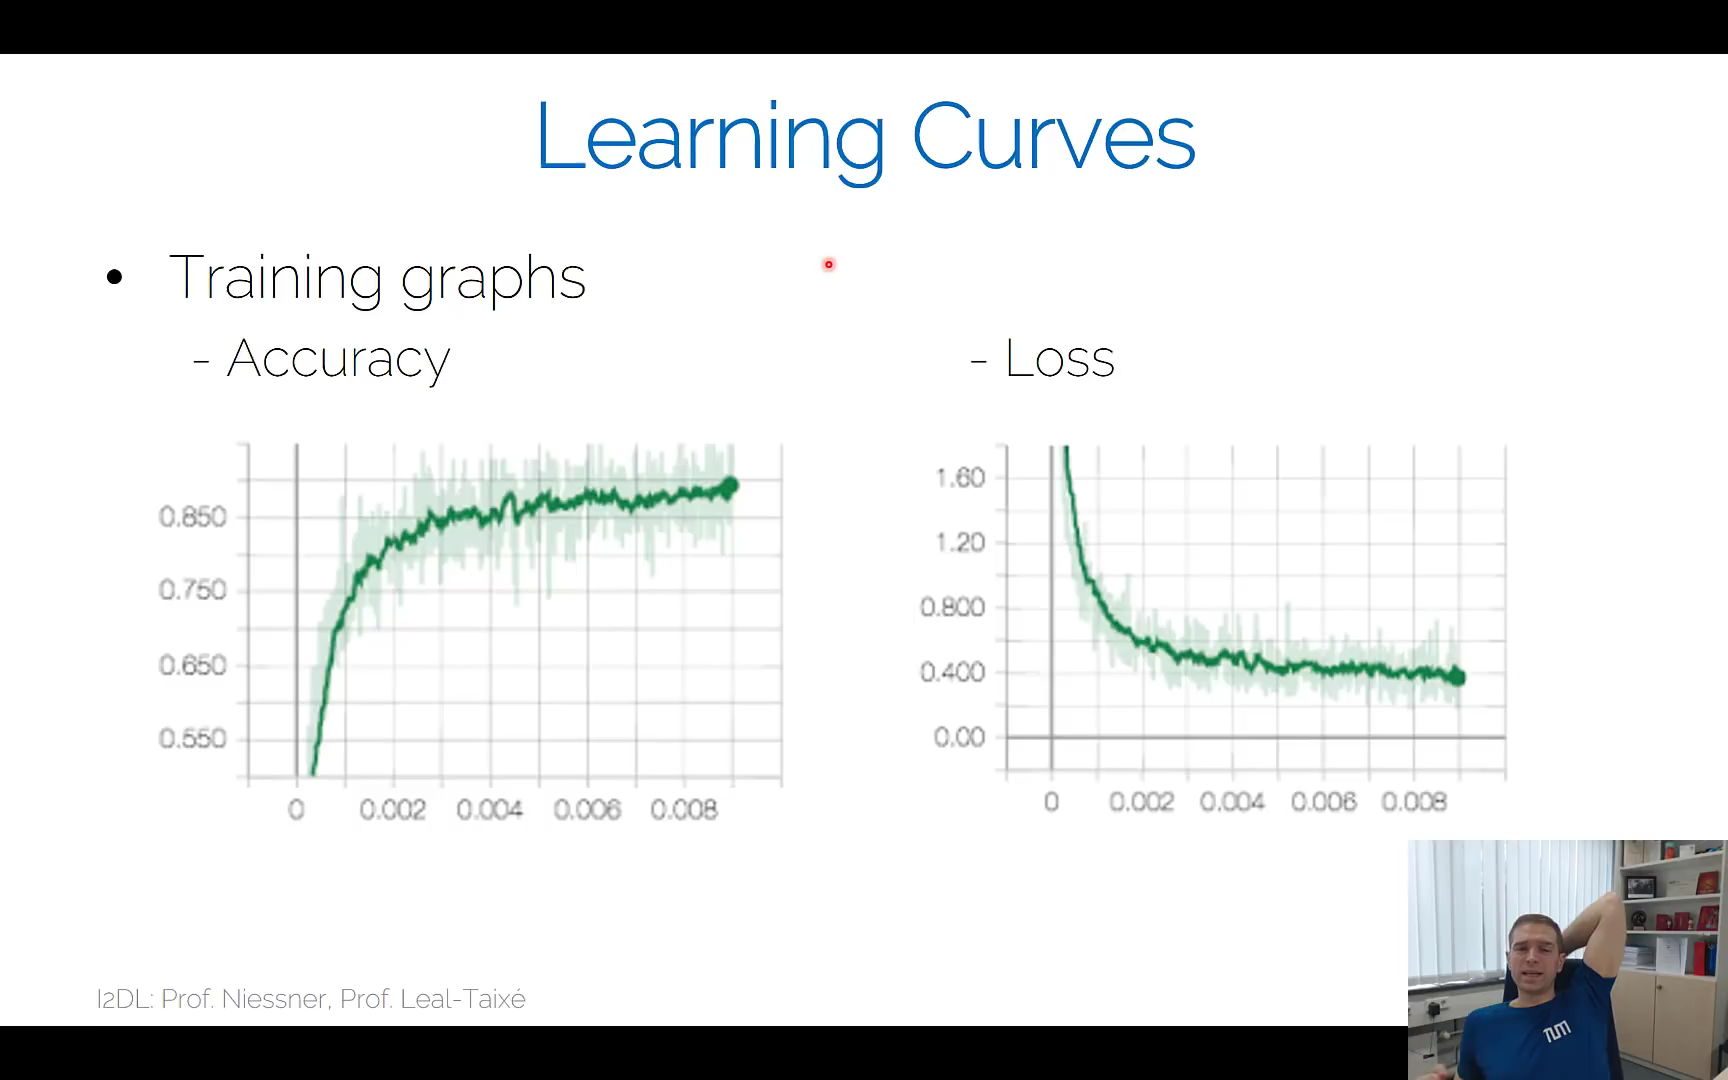 Learning Curves
• Training graphs
- Accuracy
- Loss
0.850
0.750
0.650
0.550
0 0.002 0.004 0.006 0.008
1.60
1.20
0.800
0.400
0.00
0 0.002 0.004 0.006 0.008
I2DL: Prof. Niessner, Prof. Leal-Taixé
TUM